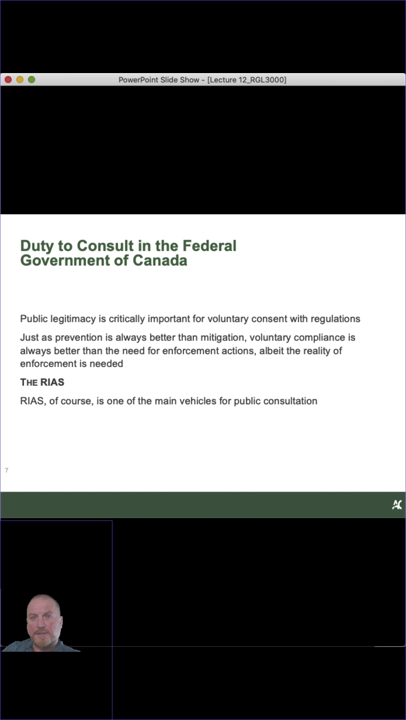 PowerPoint Slide Show - [Lecture 12_RGL3000]
Duty to Consult in the Federal
Government of Canada
Public legitimacy is critically important for voluntary consent with regulations
Just as prevention is always better than mitigation, voluntary compliance is
always better than the need for enforcement actions, albeit the reality of
enforcement is needed
THE RIAS
RIAS, of course, is one of the main vehicles for public consultation
7
AC